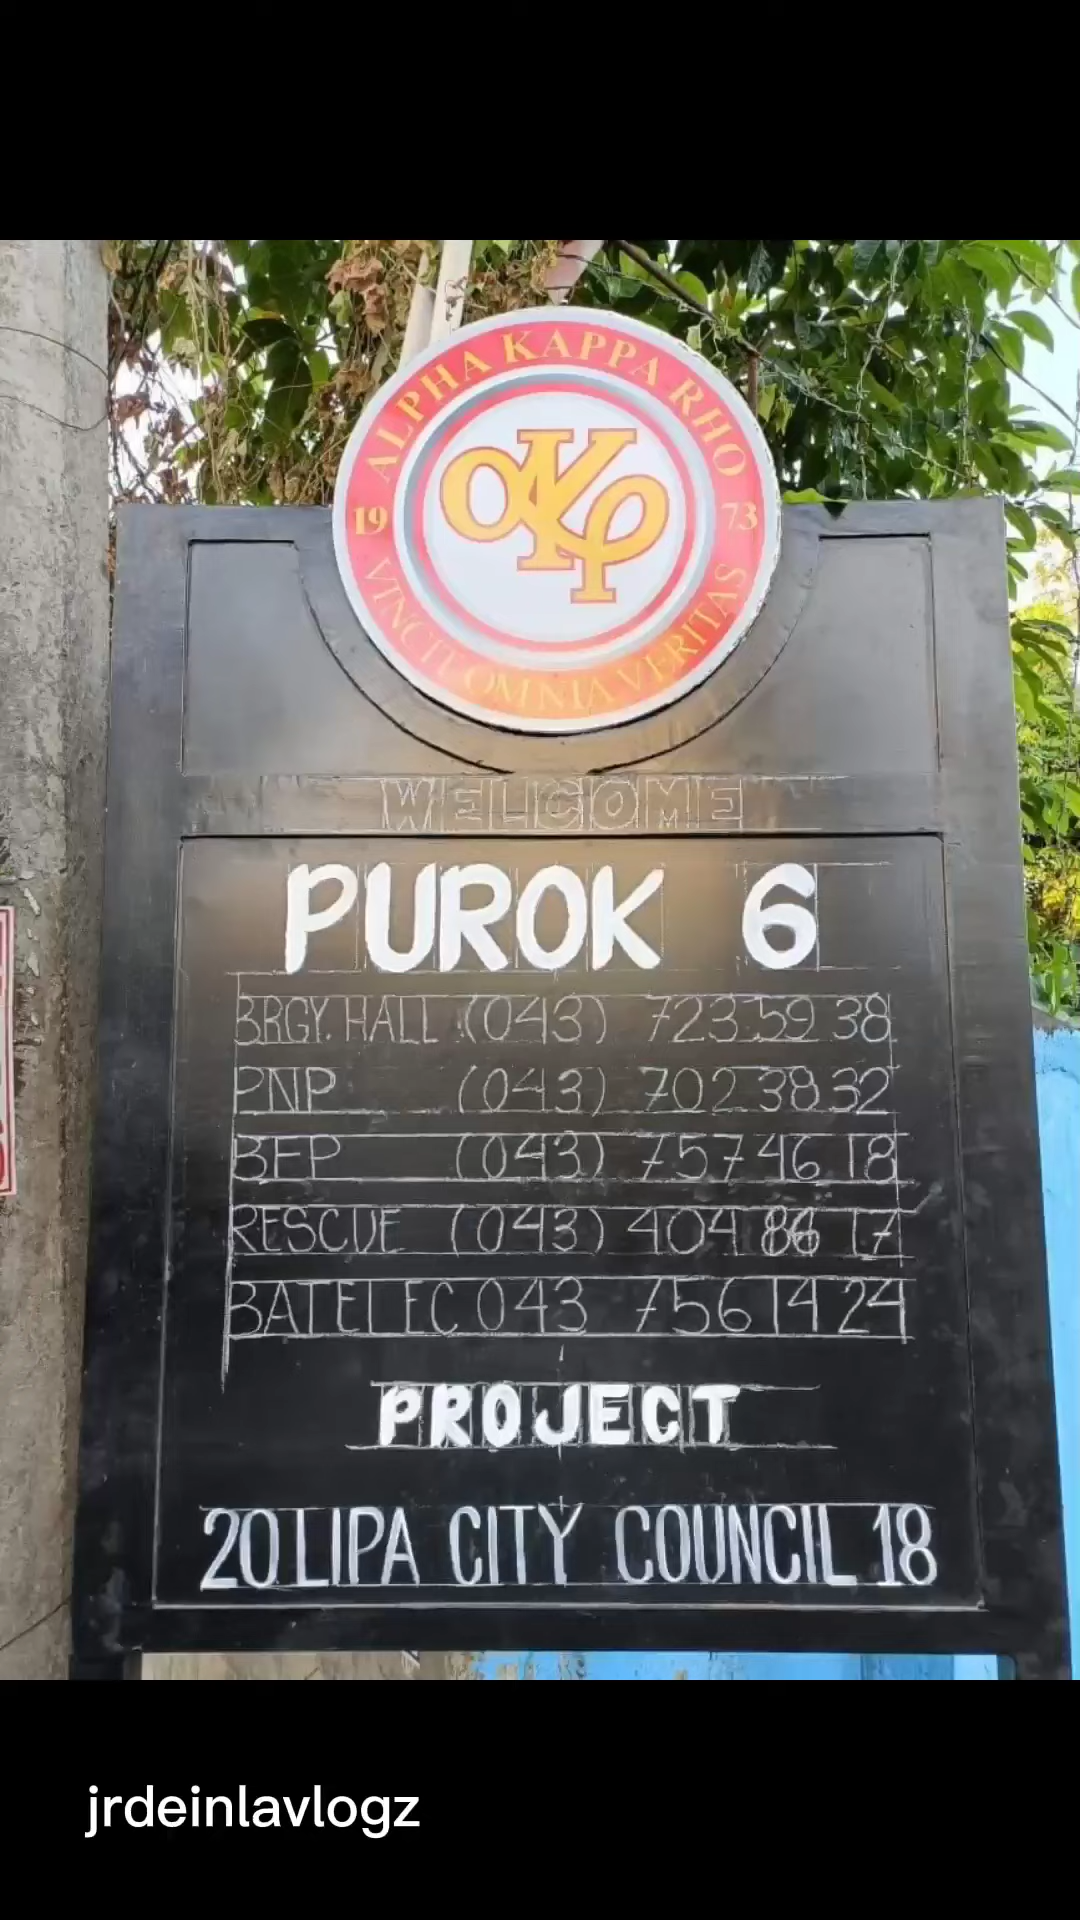 ALPHA KAPPA RHO
19 73
αKρ
VINCIT OMNIA VERITAS
WELCOME
PUROK 6
BRGY. HALL (043) 723 59 38
PNP (043) 702 38 32
BFP (043) 757 46 18
RESCUE (043) 404 17
BATELEC 043 756 14 24
PROJECT
20 LIPA CITY COUNCIL 18
jrdeinlavlogz